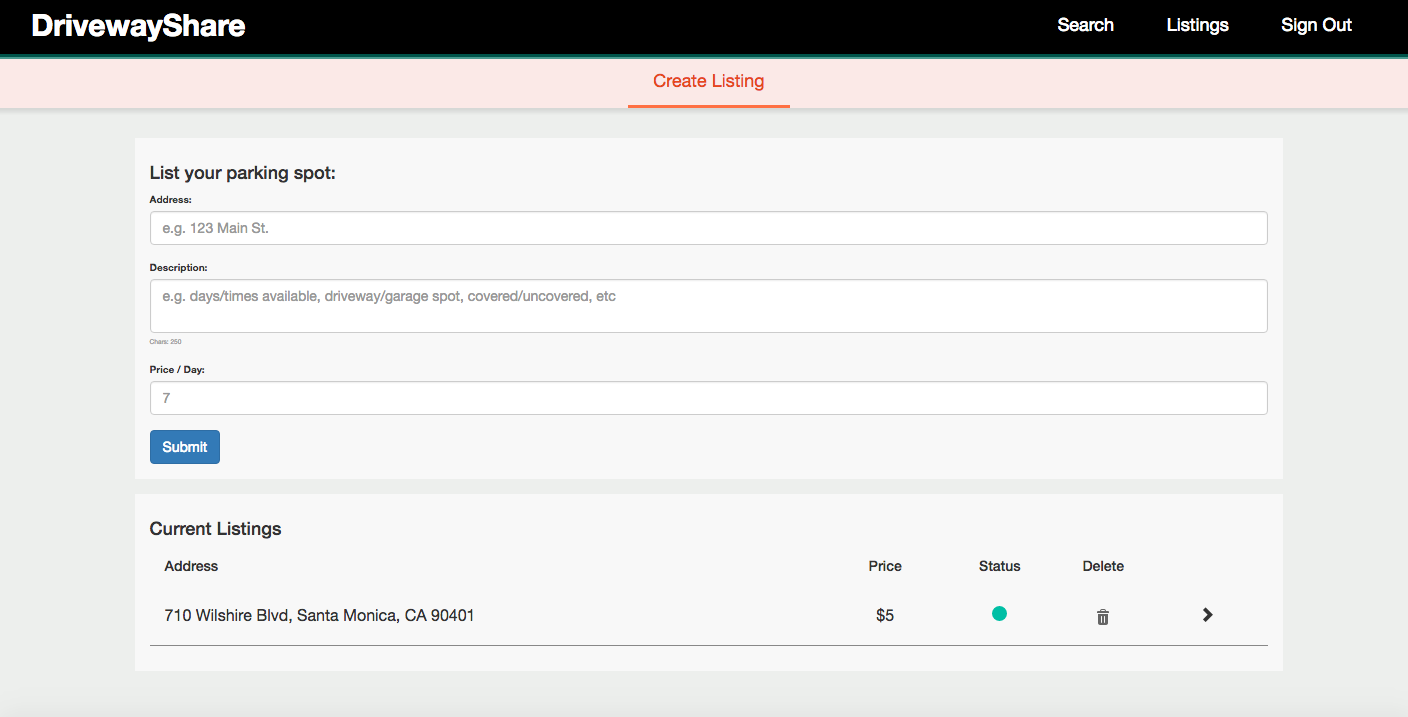 DrivewayShare Search Listings Sign Out
Create Listing
List your parking spot:
Address:
e.g. 123 Main St.
Description:
e.g. days/times available, driveway/garage spot, covered/uncovered, etc
Chars: 250
Price / Day:
7
Submit
Current Listings
Address Price Status Delete
710 Wilshire Blvd, Santa Monica, CA 90401 $5